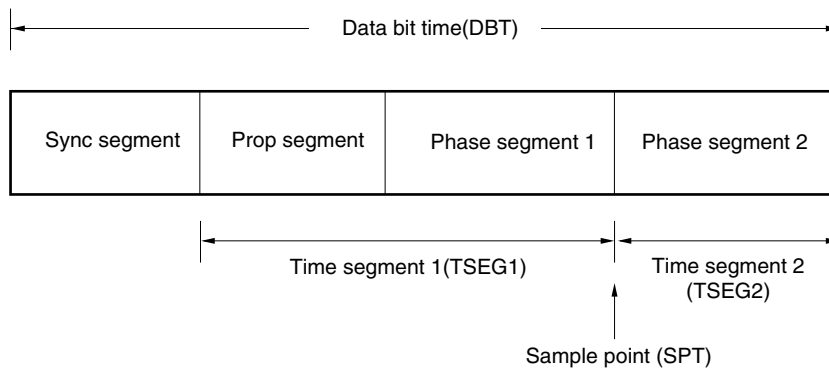 Data bit time(DBT)
Sync segment
Prop segment
Phase segment 1
Phase segment 2
Time segment 1(TSEG1)
Time segment 2
(TSEG2)
Sample point (SPT)